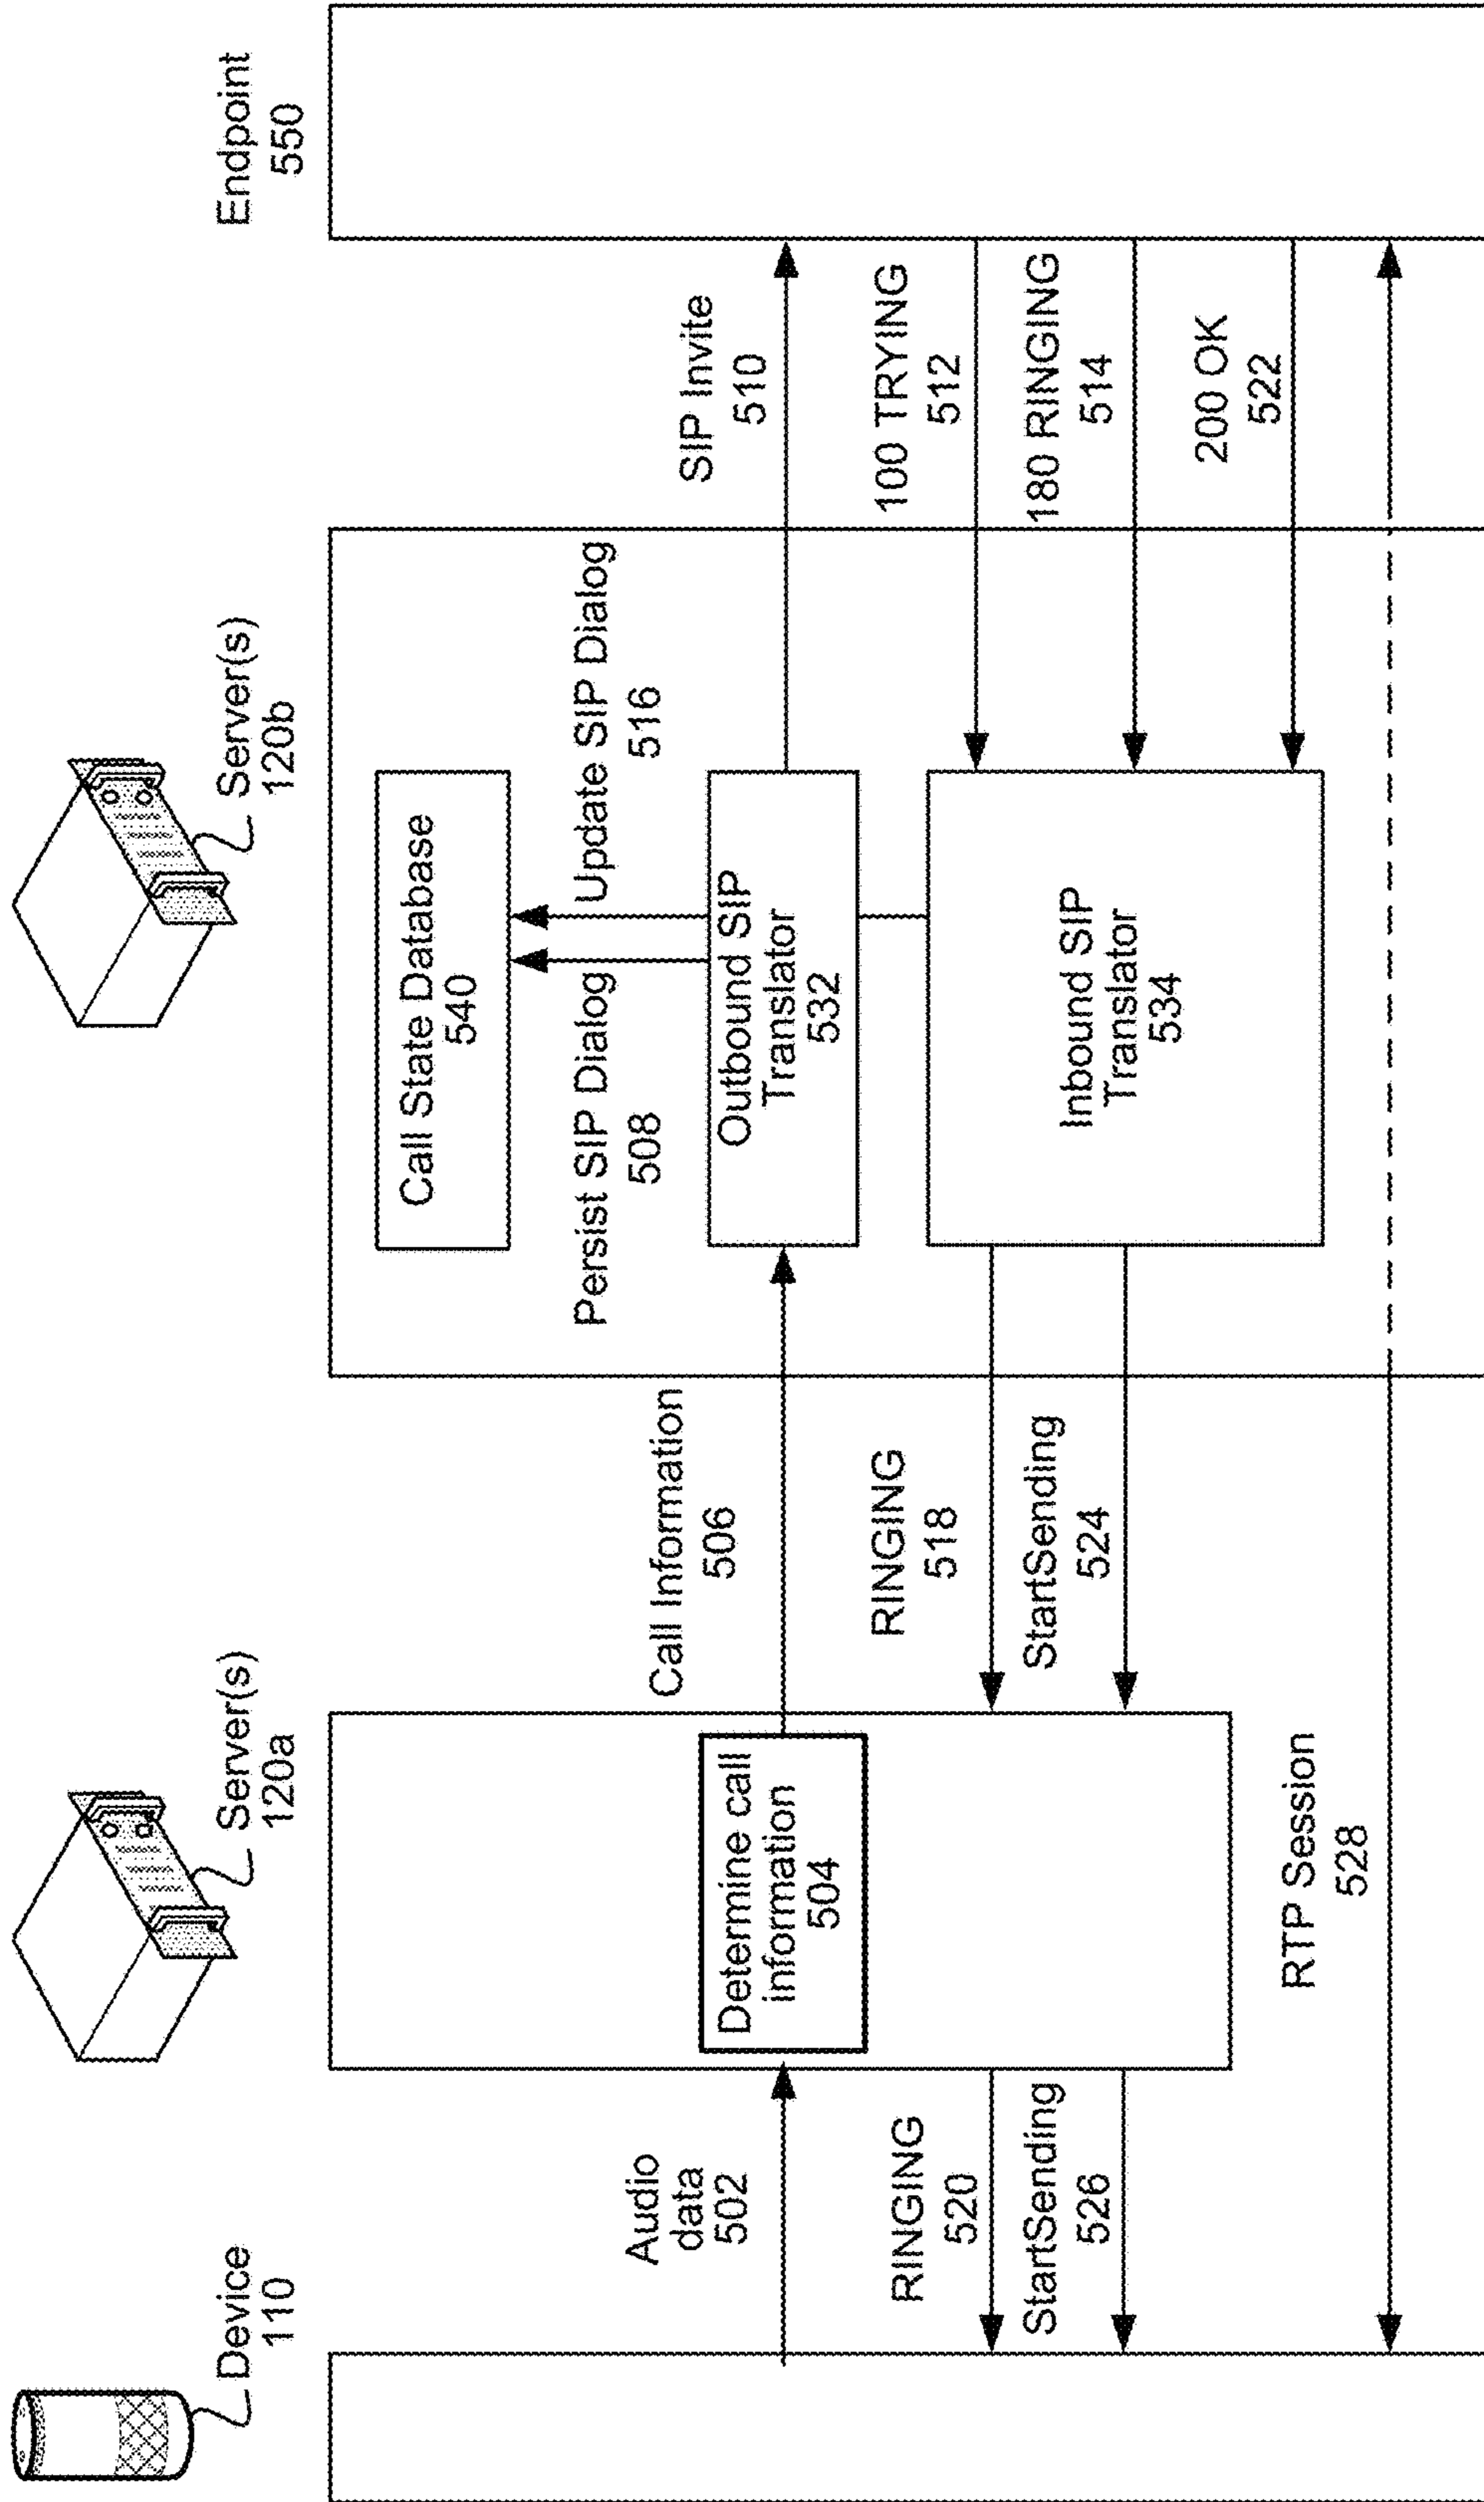 Device
110
Server(s)
120a
Server(s)
120b
Endpoint
550
Call State Database
540
Persist SIP Dialog
508
Update SIP Dialog
516
Audio
data
502
Determine call
information
504
Call Information
506
Outbound SIP
Translator
532
SIP Invite
510
RINGING
520
RINGING
518
100 TRYING
512
StartSending
526
StartSending
524
Inbound SIP
Translator
534
180 RINGING
514
200 OK
522
RTP Session
528